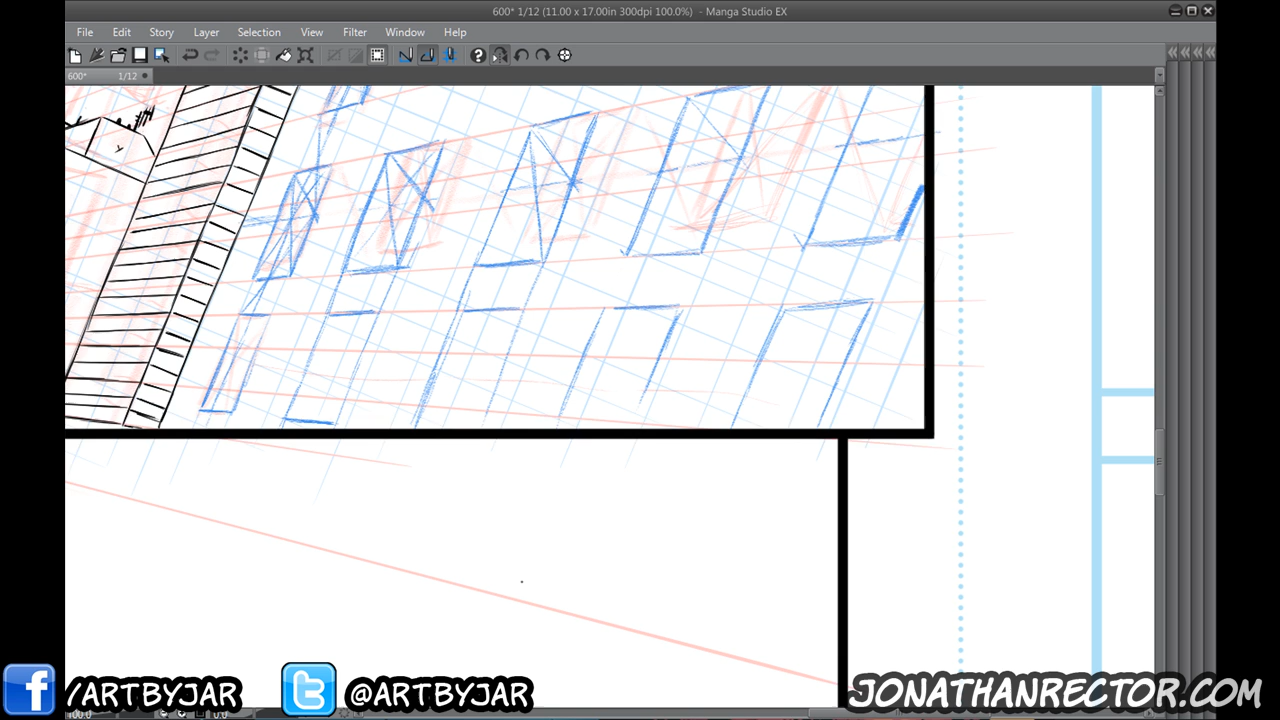 600* 1/12 (11.00 x 17.00in 300dpi 100.0%) - Manga Studio EX
File Edit Story Layer Selection View Filter Window Help
600* 1/12
/ARTBYJAR
@ARTBYJAR
JONATHANRECTOR.COM